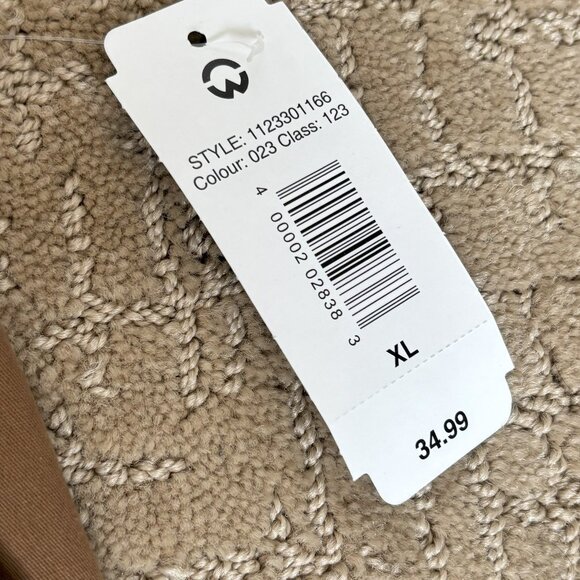 STYLE: 1123301166
Colour: 023 Class: 123
4 00002 02838 3
XL
34.99